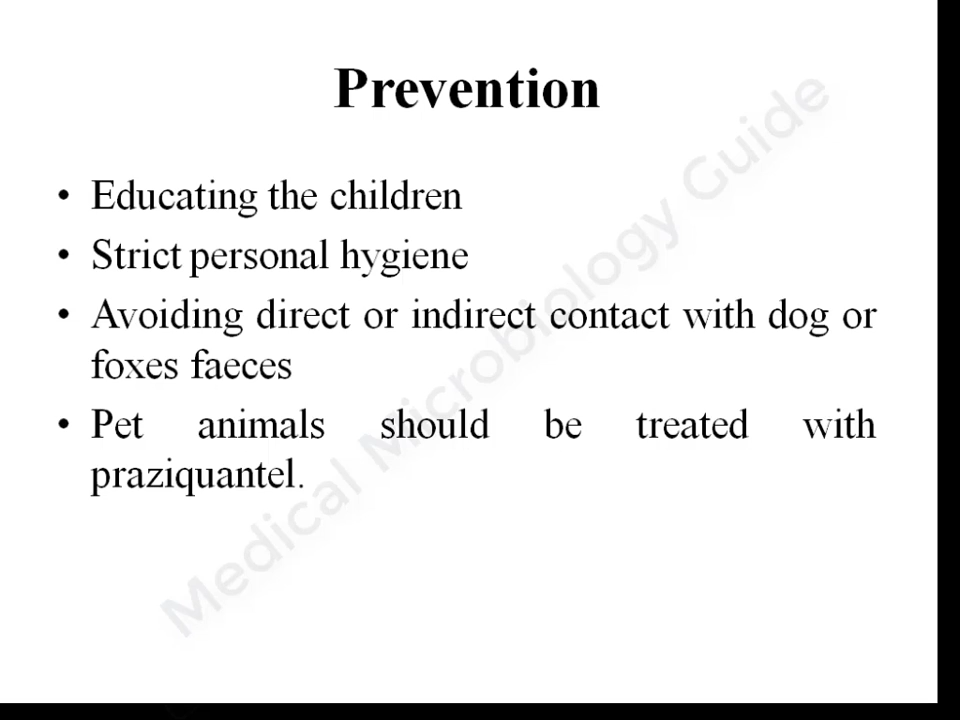 Prevention
• Educating the children
• Strict personal hygiene
• Avoiding direct or indirect contact with dog or
foxes faeces
• Pet animals should be treated with
praziquantel.
Medical Microbiology Guide